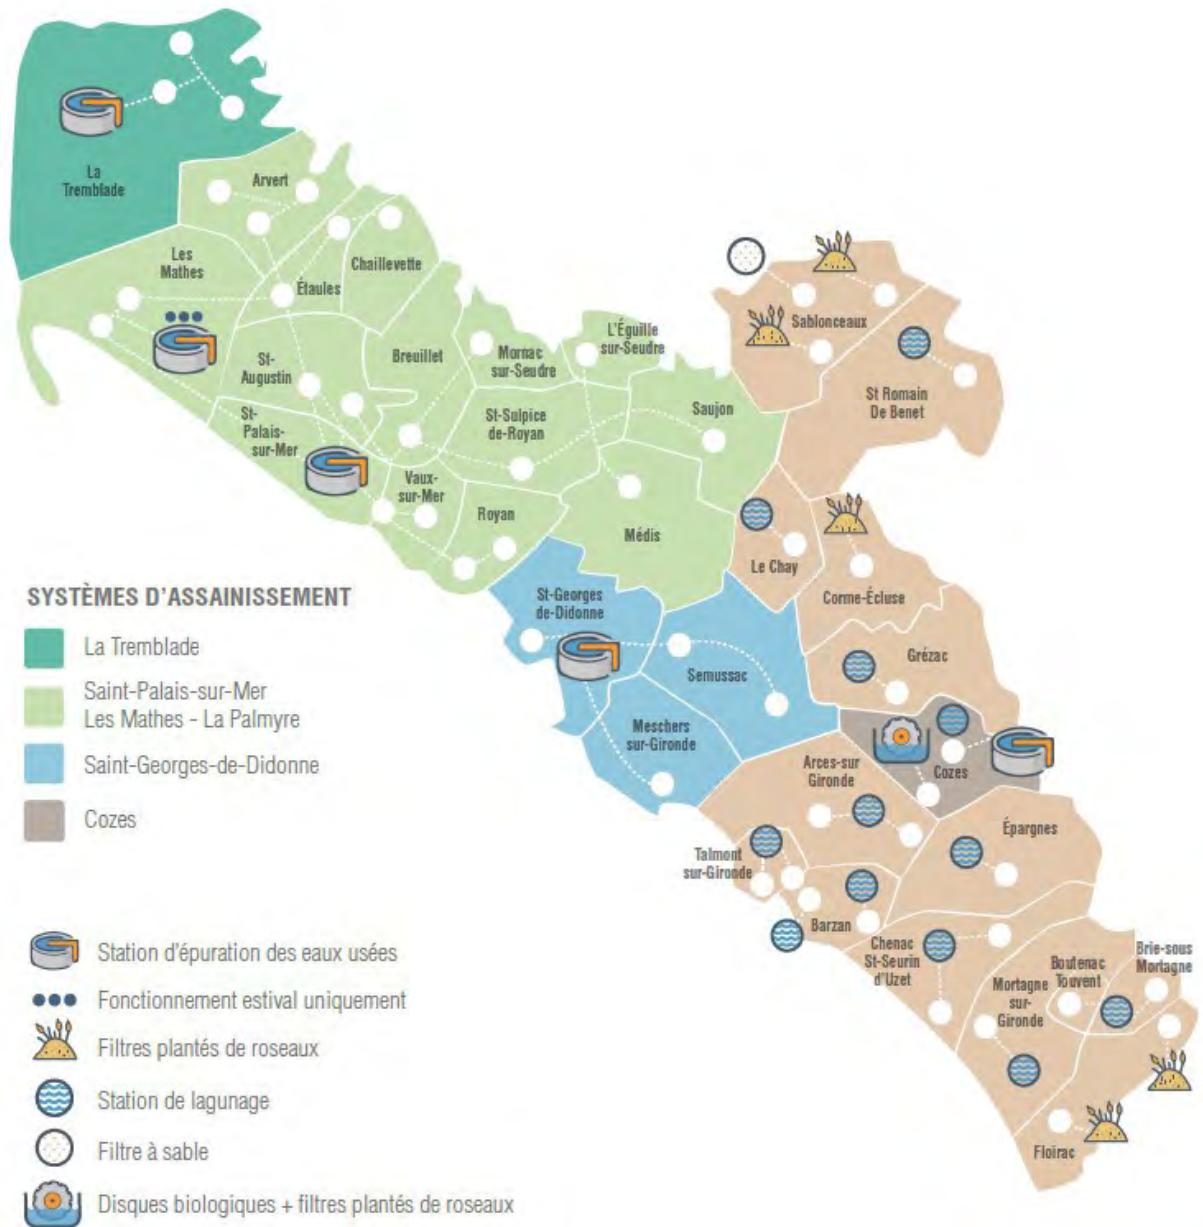 La
Tremblade
Arvert
Les
Mathes
Chaillevette
Étaules
L'Éguille
sur-Seudre
Sablonceaux
Mornac
sur-Seudre
Breuillet
St-
Augustin
St Romain
De Benet
St-
Palais-
sur-Mer
St-Sulpice
de-Royan
Saujon
Vaux-
sur-Mer
Royan
Médis
Le Chay
Corme-Écluse
St-Georges
de-Didonne
Grézac
Semussac
Meschers
sur-Gironde
Arces-sur
Gironde
Cozes
Épargnes
Talmont
sur-Gironde
Barzan
Chenac
St-Seurin
d'Uzet
Boutenac
Touvent
Brie-sous
Mortagne
Mortagne
sur-
Gironde
Floirac
SYSTÈMES D'ASSAINISSEMENT
La Tremblade
Saint-Palais-sur-Mer
Les Mathes - La Palmyre
Saint-Georges-de-Didonne
Cozes
Station d'épuration des eaux usées
Fonctionnement estival uniquement
Filtres plantés de roseaux
Station de lagunage
Filtre à sable
Disques biologiques + filtres plantés de roseaux